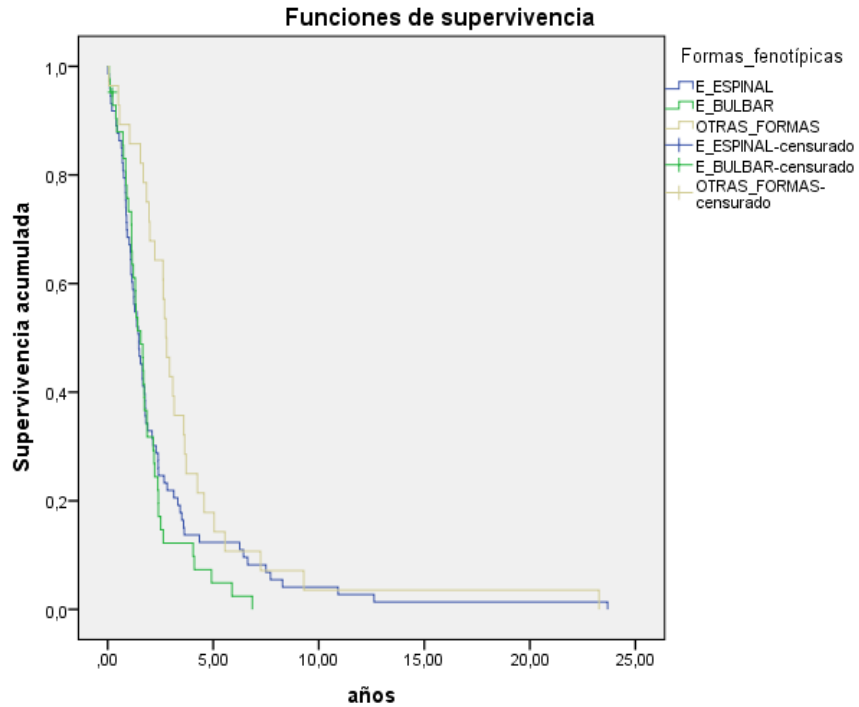 Funciones de supervivencia
Formas_fenotípicas
E_ESPINAL
E_BULBAR
OTRAS_FORMAS
E_ESPINAL-censurado
E_BULBAR-censurado
OTRAS_FORMAS-
censurado
Supervivencia acumulada
1,0
0,8
0,6
0,4
0,2
0,0
,00
5,00
10,00
15,00
20,00
25,00
años